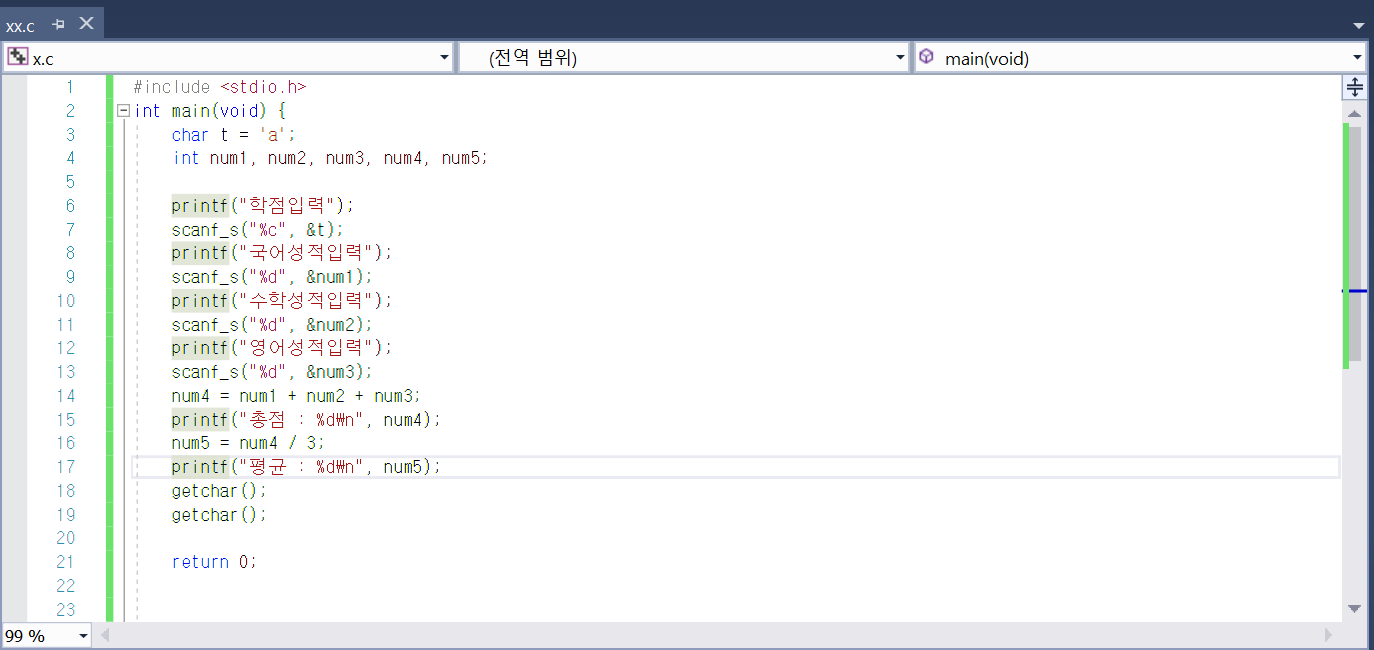 xx.c
x.c (전역 범위) main(void)
1 #include <stdio.h>
2 int main(void) {
3 char t = 'a';
4 int num1, num2, num3, num4, num5;
5
6 printf("학점입력");
7 scanf_s("%c", &t);
8 printf("국어성적입력");
9 scanf_s("%d", &num1);
10 printf("수학성적입력");
11 scanf_s("%d", &num2);
12 printf("영어성적입력");
13 scanf_s("%d", &num3);
14 num4 = num1 + num2 + num3;
15 printf("총점 : %d₩n", num4);
16 num5 = num4 / 3;
17 printf("평균 : %d₩n", num5);
18 getchar();
19 getchar();
20
21 return 0;
22
23
99 %